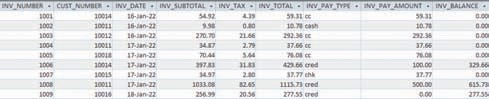 INV_NUMBER CUST_NUMBER INV_DATE INV_SUBTOTAL INV_TAX INV_TOTAL INV_PAY_TYPE INV_PAY_AMOUNT INV_BALANCE
1001 10014 16-Jan-22 54.92 4.39 59.31 cc 59.31 0.00
1002 10011 16-Jan-22 9.98 0.80 10.78 cash 10.78 0.00
1003 10012 16-Jan-22 270.70 21.66 292.36 cc 292.36 0.00
1004 10011 17-Jan-22 34.87 2.79 37.66 cc 37.66 0.00
1005 10018 17-Jan-22 70.44 5.64 76.08 cc 76.08 0.00
1006 10014 17-Jan-22 397.83 31.83 429.66 cred 100.00 329.66
1007 10015 17-Jan-22 34.97 2.80 37.77 chk 37.77 0.00
1008 10011 17-Jan-22 1033.08 82.65 1115.73 cred 500.00 615.73
1009 10016 18-Jan-22 256.99 20.56 277.55 cred 0.00 277.55